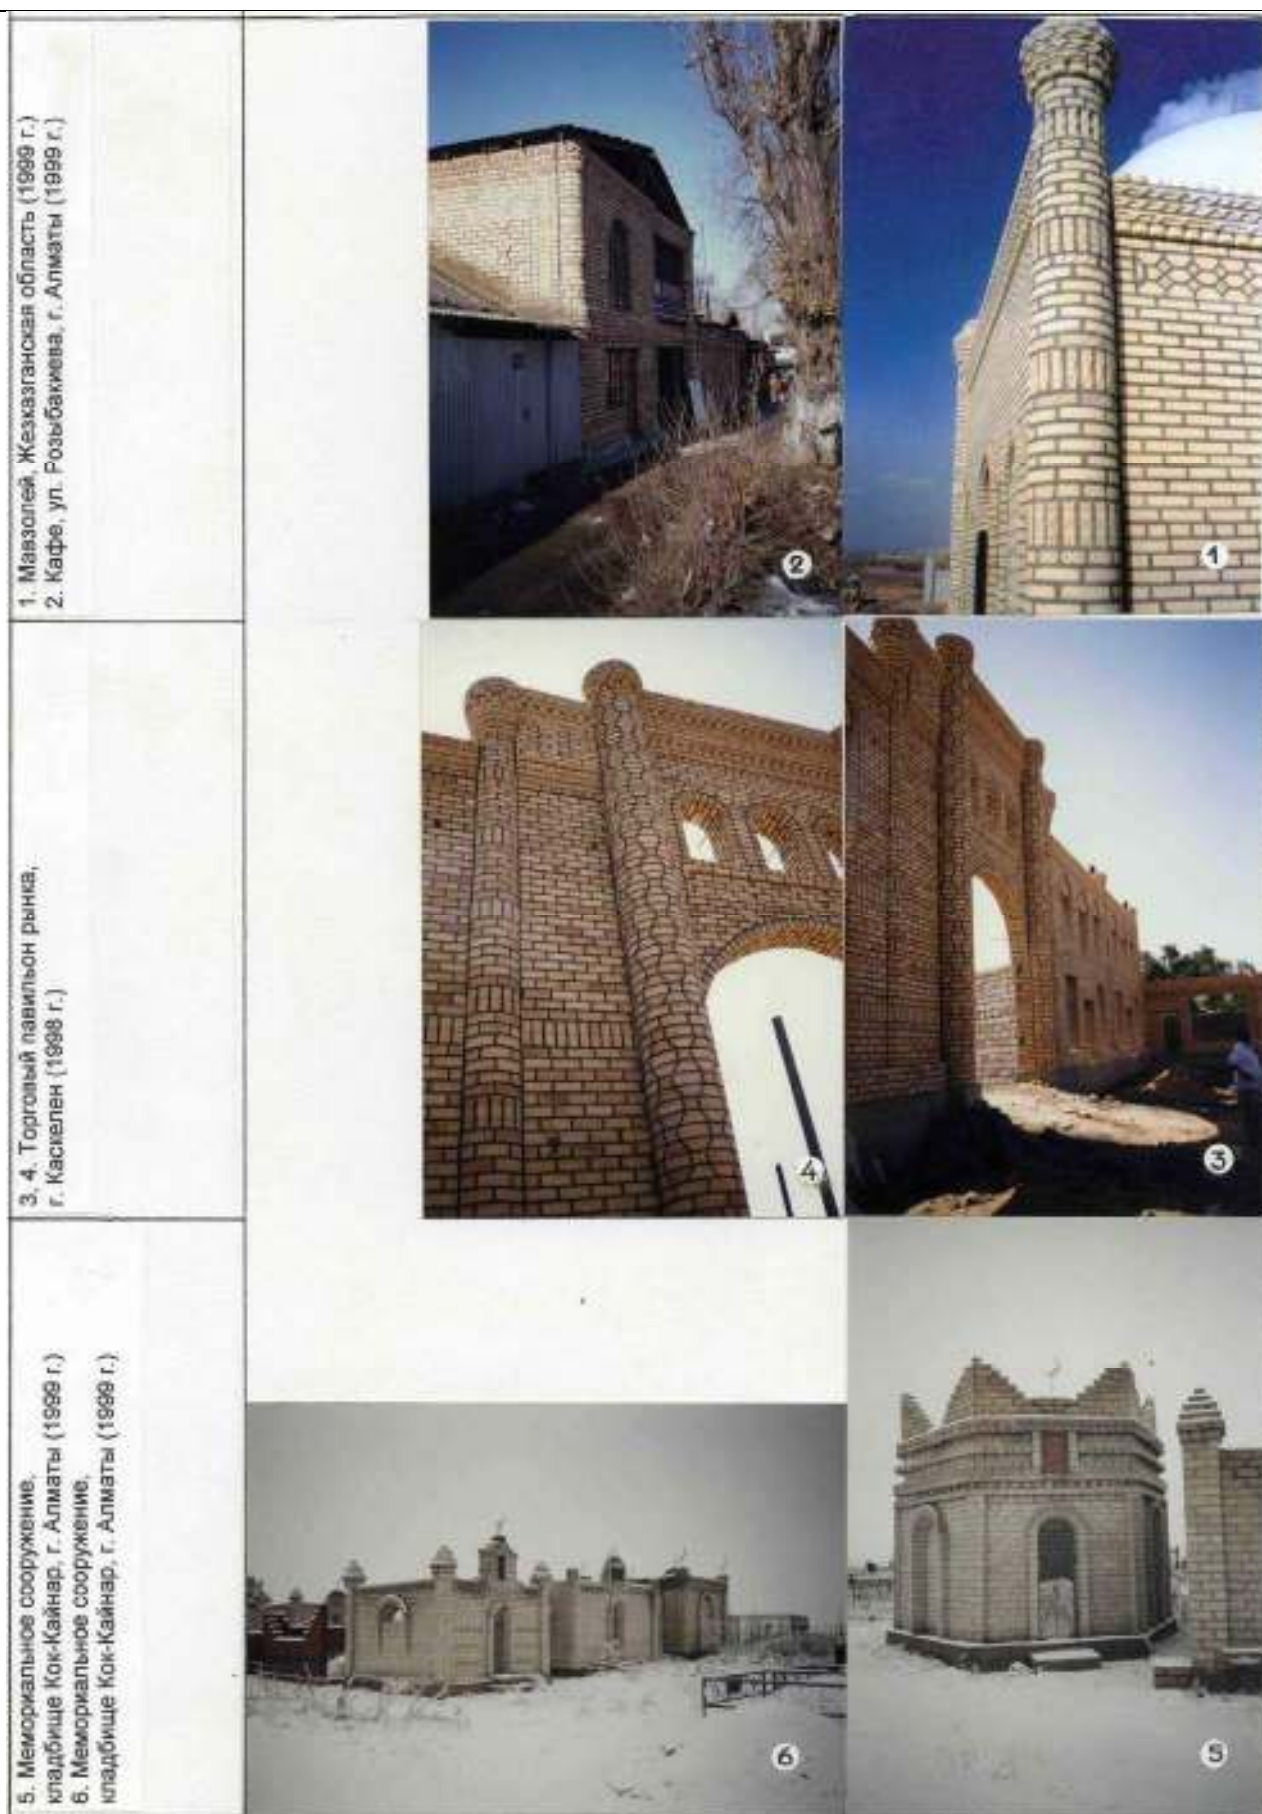 1. Мавзолей, Жезказганская область (1999 г.)
2. Кафе, ул. Розыбакиева, г. Алматы (1999 г.)
3, 4. Торговый павильон рынка,
г. Каскелен (1998 г.)
5. Мемориальное сооружение,
кладбище Кок-Кайнар, г. Алматы (1999 г.)
6. Мемориальное сооружение,
кладбище Кок-Кайнар, г. Алматы (1999 г.)
2
1
4
3
6
5